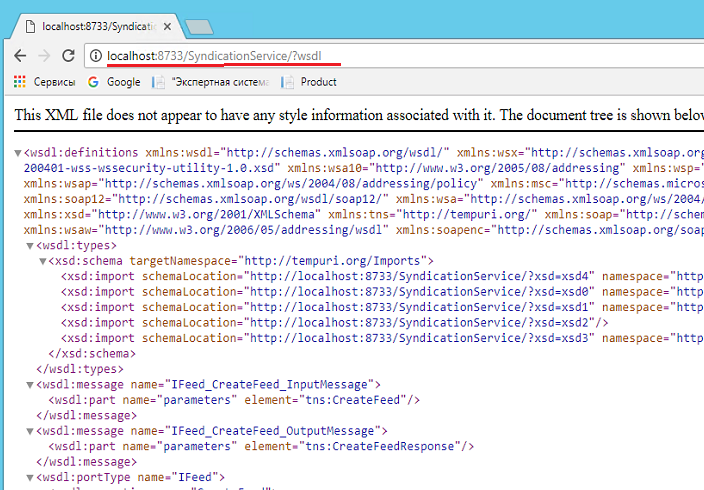 localhost:8733/Syndicatio
localhost:8733/SyndicationService/?wsdl
Сервисы Google "Экспертная система Product
This XML file does not appear to have any style information associated with it. The document tree is shown below
<wsdl:definitions xmlns:wsdl="http://schemas.xmlsoap.org/wsdl/" xmlns:wsx="http://schemas.xmlsoap.org
200401-wss-wssecurity-utility-1.0.xsd" xmlns:wsa10="http://www.w3.org/2005/08/addressing" xmlns:wsp="
xmlns:wsap="http://schemas.xmlsoap.org/ws/2004/08/addressing/policy" xmlns:msc="http://schemas.micros
xmlns:soap12="http://schemas.xmlsoap.org/wsdl/soap12/" xmlns:wsa="http://schemas.xmlsoap.org/ws/2004/
xmlns:xsd="http://www.w3.org/2001/XMLSchema" xmlns:tns="http://tempuri.org/" xmlns:soap="http://schem
xmlns:wsaw="http://www.w3.org/2006/05/addressing/wsdl" xmlns:soapenc="http://schemas.xmlsoap.org/soap
<wsdl:types>
<xsd:schema targetNamespace="http://tempuri.org/Imports">
<xsd:import schemaLocation="http://localhost:8733/SyndicationService/?xsd=xsd4" namespace="http
<xsd:import schemaLocation="http://localhost:8733/SyndicationService/?xsd=xsd0" namespace="http
<xsd:import schemaLocation="http://localhost:8733/SyndicationService/?xsd=xsd1" namespace="http
<xsd:import schemaLocation="http://localhost:8733/SyndicationService/?xsd=xsd2"/>
<xsd:import schemaLocation="http://localhost:8733/SyndicationService/?xsd=xsd3" namespace="http
</xsd:schema>
</wsdl:types>
<wsdl:message name="IFeed_CreateFeed_InputMessage">
<wsdl:part name="parameters" element="tns:CreateFeed"/>
</wsdl:message>
<wsdl:message name="IFeed_CreateFeed_OutputMessage">
<wsdl:part name="parameters" element="tns:CreateFeedResponse"/>
</wsdl:message>
<wsdl:portType name="IFeed">